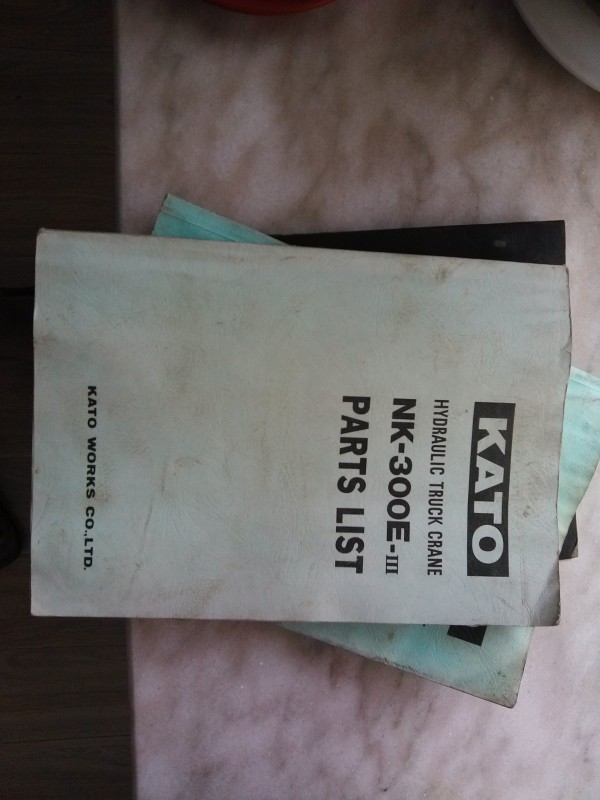 KATO
HYDRAULIC TRUCK CRANE
NK-300E-III
PARTS LIST
KATO WORKS CO.,LTD.